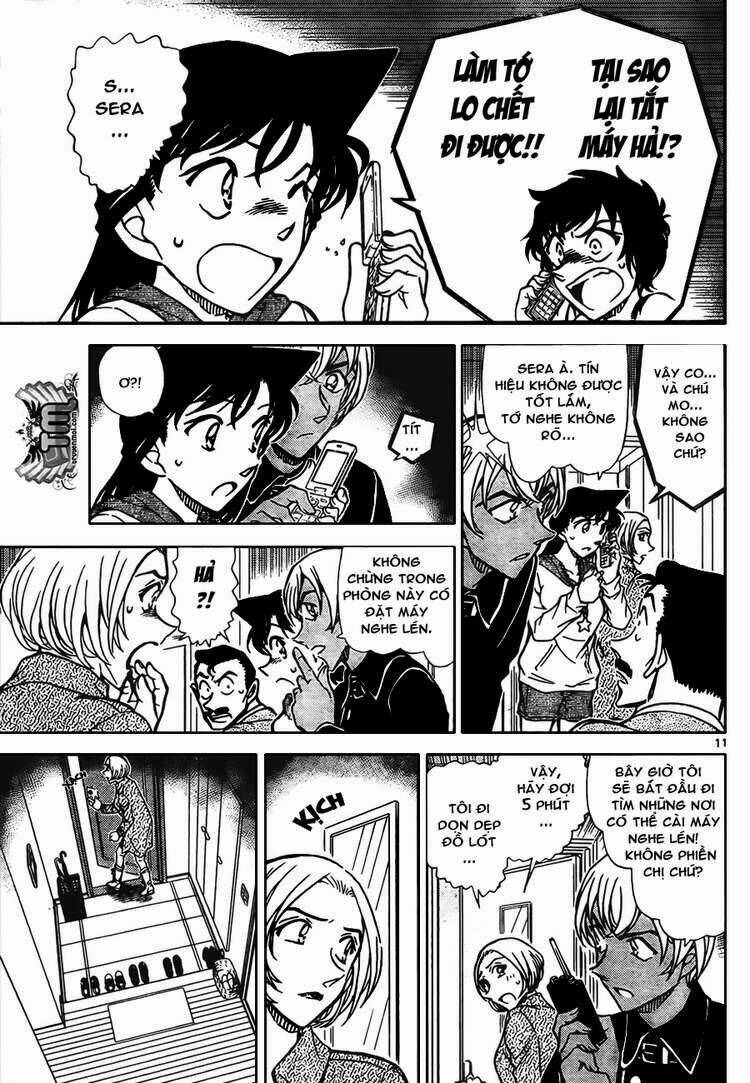 TẠI SAO
LẠI TẮT
MÁY HẢ!?
LÀM TỚ
LO CHẾT
ĐI ĐƯỢC!!
S...
SERA
...
VẬY CO...
VÀ CHÚ
MO...
KHÔNG
SAO
CHỨ?
SERA À. TÍN
HIỆU KHÔNG ĐƯỢC
TỐT LẮM,
TỚ NGHE KHÔNG
RÕ...
TÍT
...
Ơ?!
TM
KHÔNG
CHỪNG TRONG
PHÒNG NÀY CÓ
ĐẶT MÁY
NGHE LÉN.
HẢ
?!
11
BÂY GIỜ TÔI
SẼ BẮT ĐẦU ĐI
TÌM NHỮNG NƠI
CÓ THỂ CÀI MÁY
NGHE LÉN!
KHÔNG PHIỀN
CHỊ CHỨ?
VẬY,
HÃY ĐỢI
5 PHÚT
...
TÔI ĐI
DỌN DẸP
ĐỒ LÓT
...
KỊCH